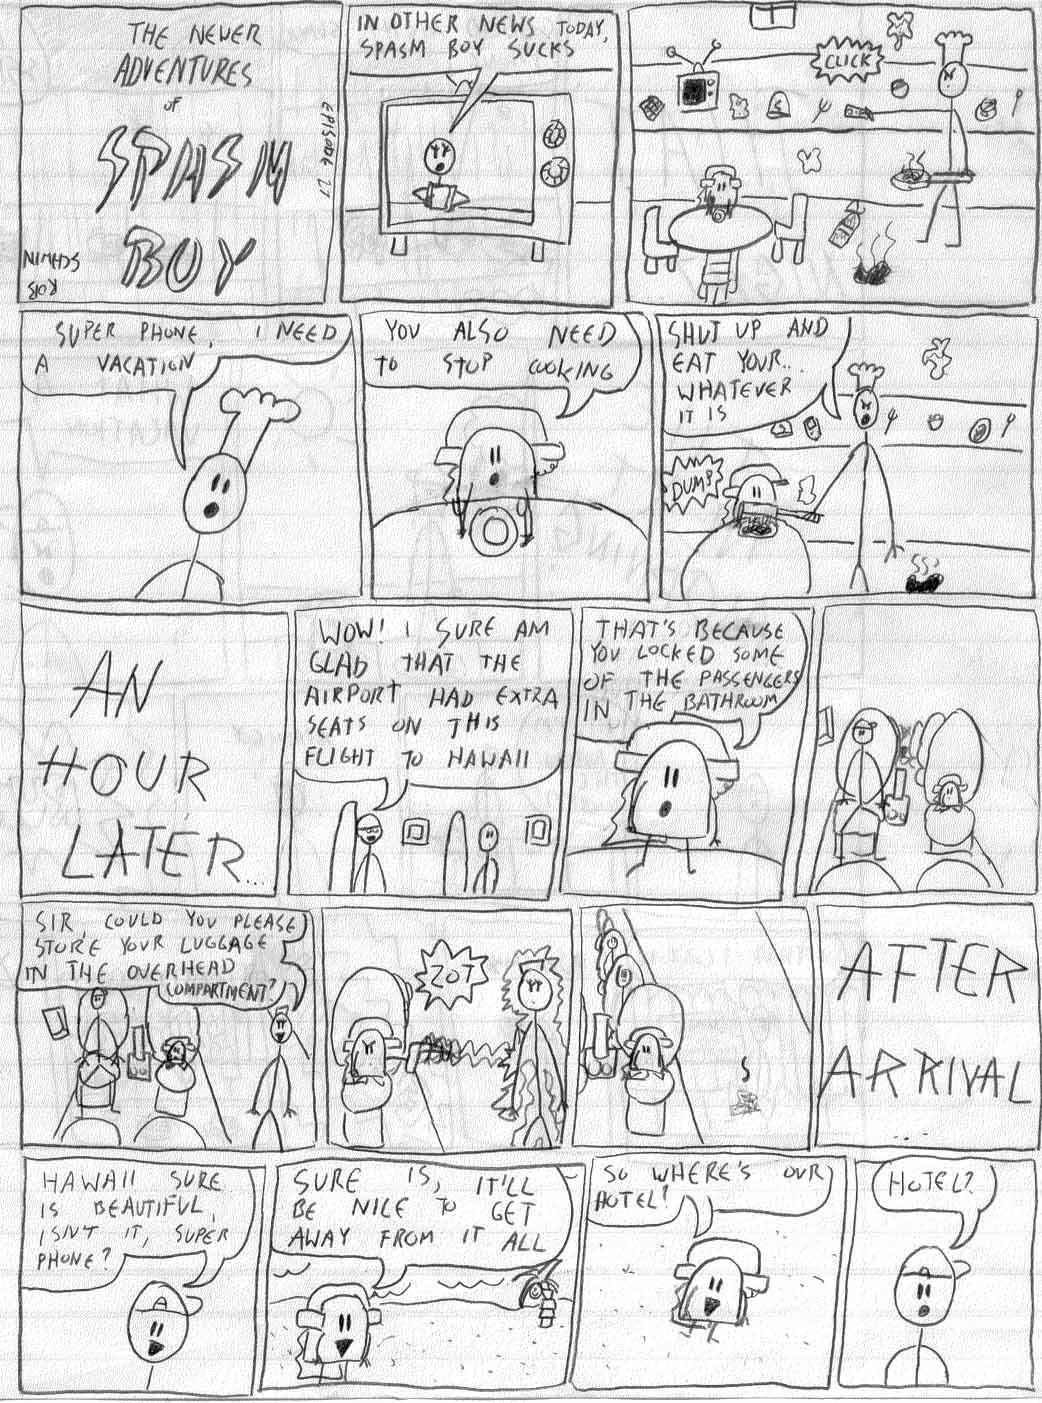 THE NEWER
ADVENTURES
OF
SPASM
BOY
EPISODE 27
ROB
SCHWIN
IN OTHER NEWS TODAY,
SPASM BOY SUCKS
CLICK
SUPER PHONE, I NEED
A VACATION
YOU ALSO NEED
TO STOP COOKING
SHUT UP AND
EAT YOUR..
WHATEVER
IT IS
DUMP
AN
HOUR
LATER...
WOW! I SURE AM
GLAD THAT THE
AIRPORT HAD EXTRA
SEATS ON THIS
FLIGHT TO HAWAII
THAT'S BECAUSE
YOU LOCKED SOME
OF THE PASSENGERS
IN THE BATHROOM
SIR, COULD YOU PLEASE
STORE YOUR LUGGAGE
IN THE OVERHEAD
COMPARTMENT?
ZOT
AFTER
ARRIVAL
...
HAWAII SURE
IS BEAUTIFUL,
ISN'T IT, SUPER
PHONE?
SURE IS, IT'LL
BE NICE TO GET
AWAY FROM IT ALL
SO WHERE'S OUR
HOTEL?
HOTEL?